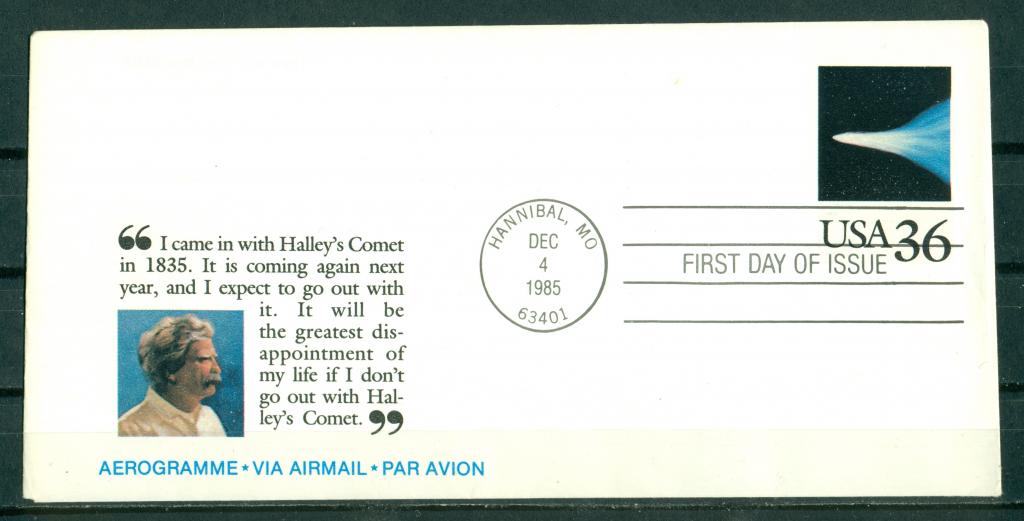 “ I came in with Halley's Comet
in 1835. It is coming again next
year, and I expect to go out with
it. It will be
the greatest dis-
appointment of
my life if I don't
go out with Hal-
ley's Comet. ”
AEROGRAMME★VIA AIRMAIL★PAR AVION
HANNIBAL, MO
DEC
4
1985
63401
USA 36
FIRST DAY OF ISSUE